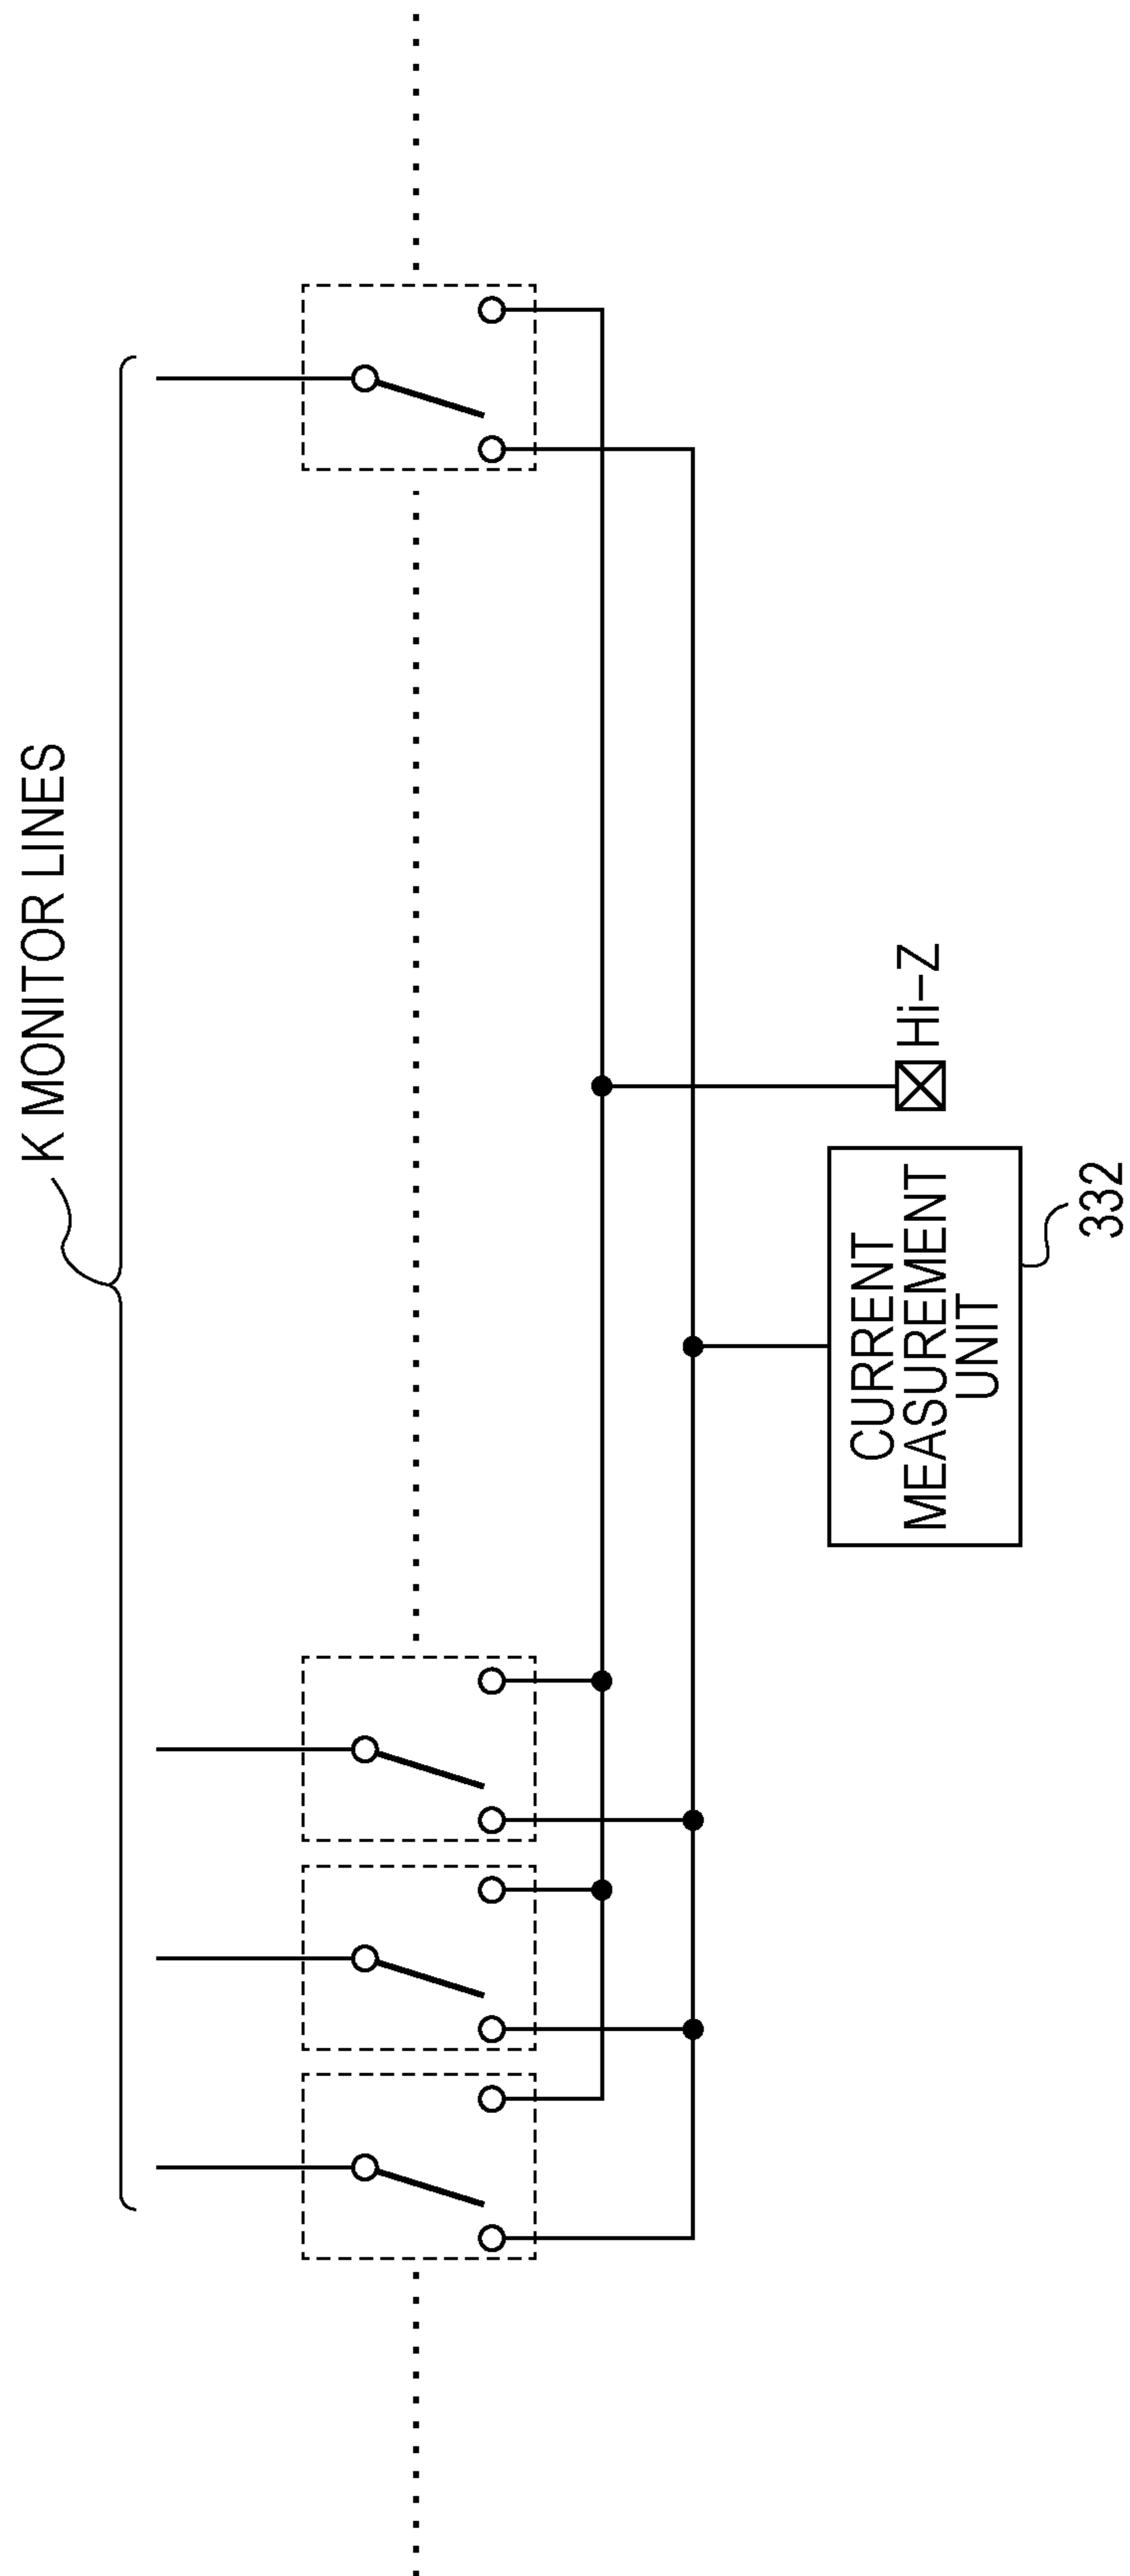 K MONITOR LINES
Hi-Z
CURRENT
MEASUREMENT
UNIT
332